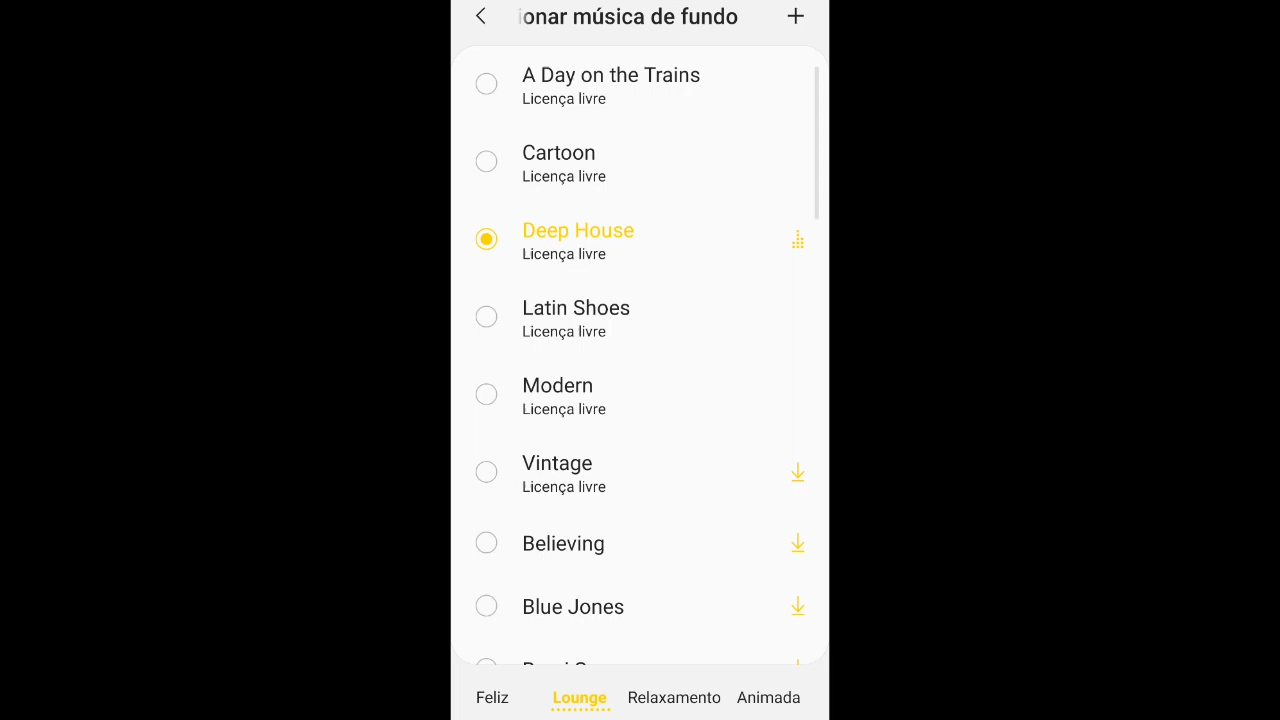 onar música de fundo
A Day on the Trains
Licença livre
Cartoon
Licença livre
Deep House
Licença livre
Latin Shoes
Licença livre
Modern
Licença livre
Vintage
Licença livre
Believing
Blue Jones
Feliz Lounge Relaxamento Animada